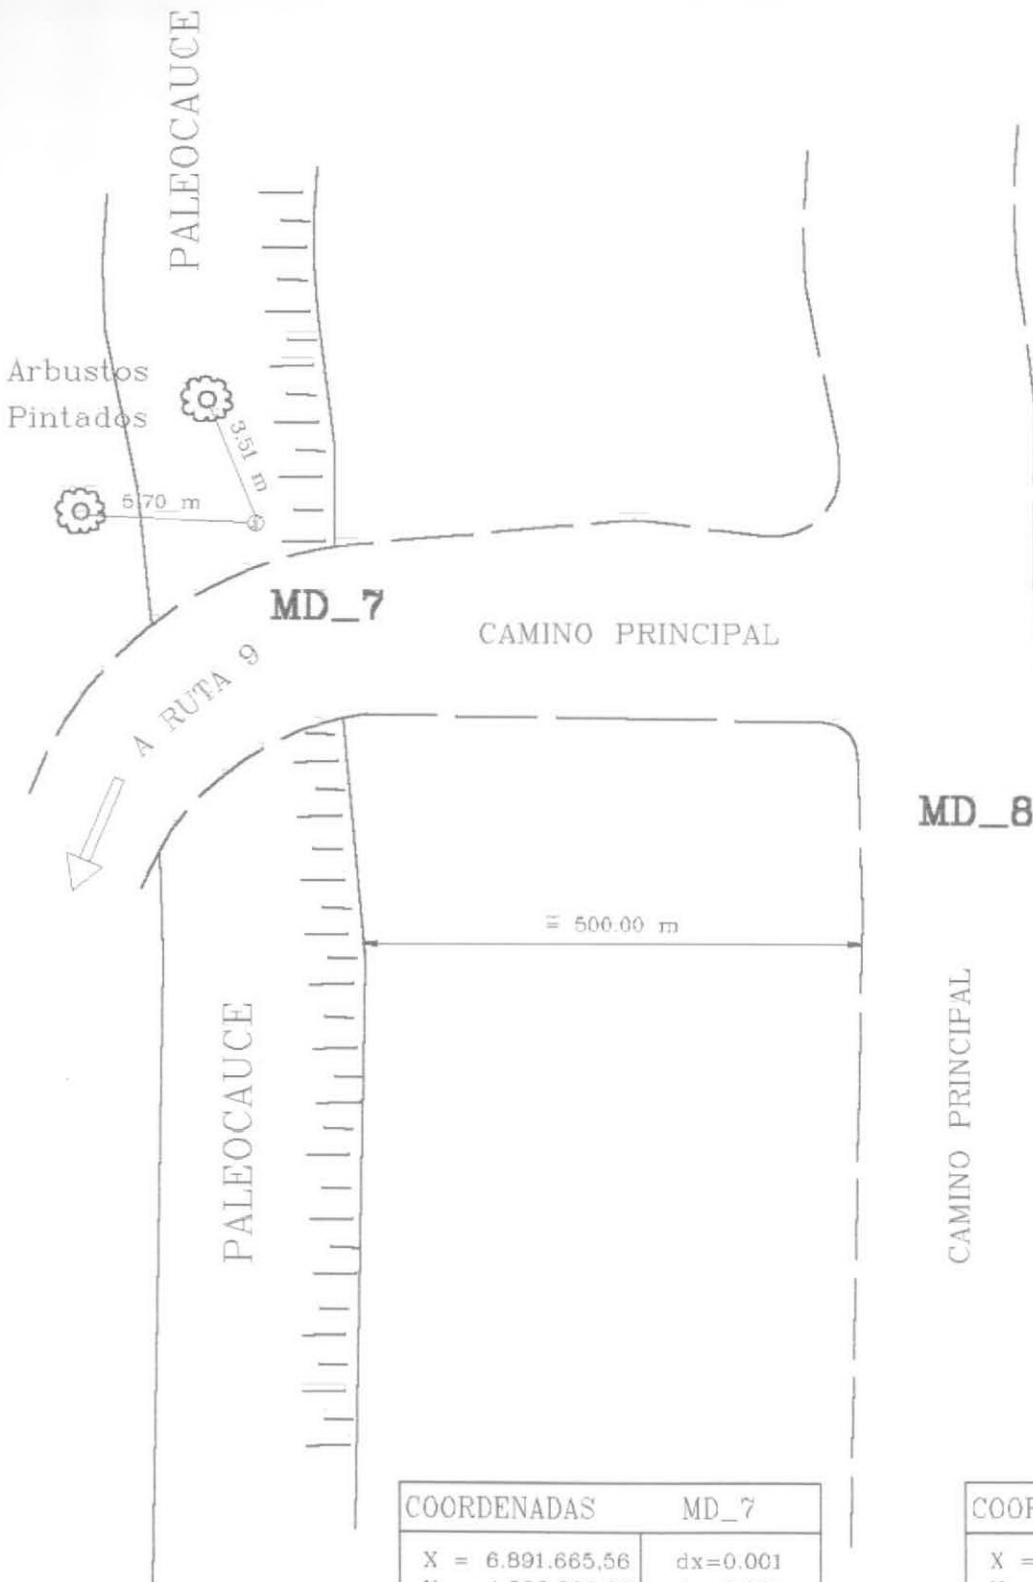 PALEOCAUCE
Arbustos
Pintados
3.51 m
5.70 m
MD_7
CAMINO PRINCIPAL
A RUTA 9
MD_8
≅ 500.00 m
PALEOCAUCE
CAMINO PRINCIPAL
COORDENADAS MD_7
X = 6.891.665,56 dx=0.001
COOR
X =